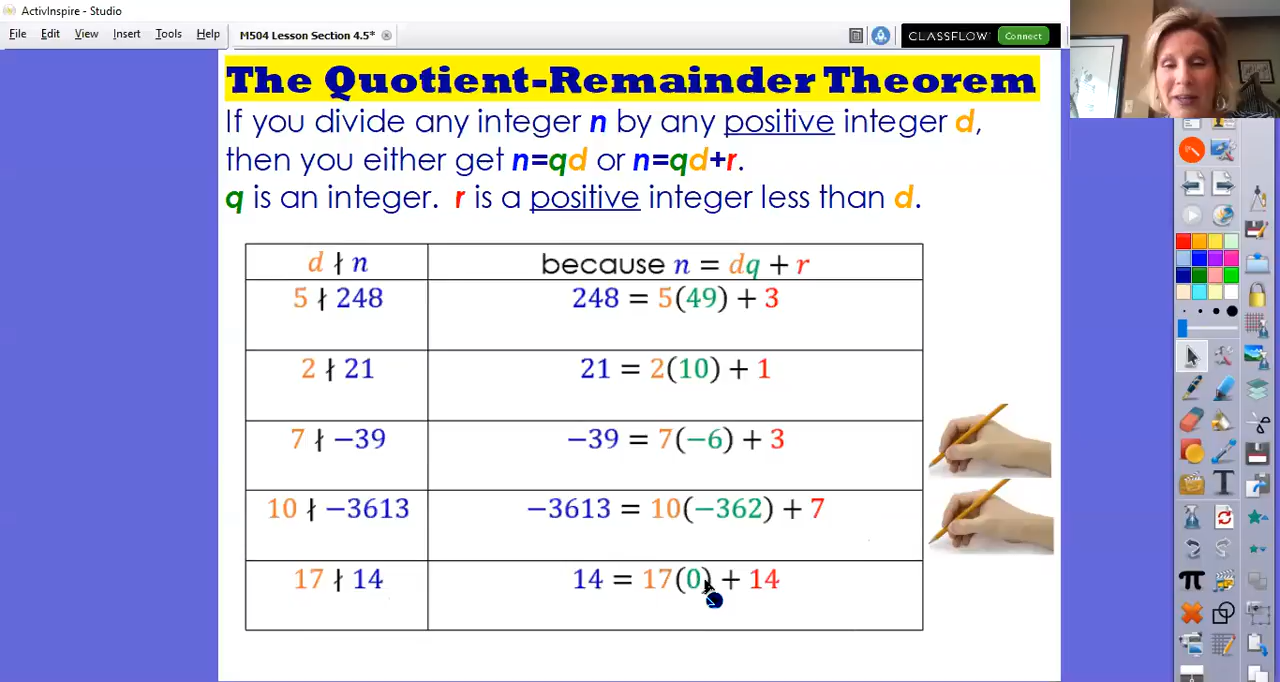 ActivInspire - Studio
File Edit View Insert Tools Help M504 Lesson Section 4.5* CLASSFLOW Connect
The Quotient-Remainder Theorem
If you divide any integer n by any positive integer d,
then you either get n=qd or n=qd+r.
q is an integer. r is a positive integer less than d.
d ∤ n because n = dq + r
5 ∤ 248 248 = 5(49) + 3
2 ∤ 21 21 = 2(10) + 1
7 ∤ −39 −39 = 7(−6) + 3
10 ∤ −3613 −3613 = 10(−362) + 7
17 ∤ 14 14 = 17(0) + 14